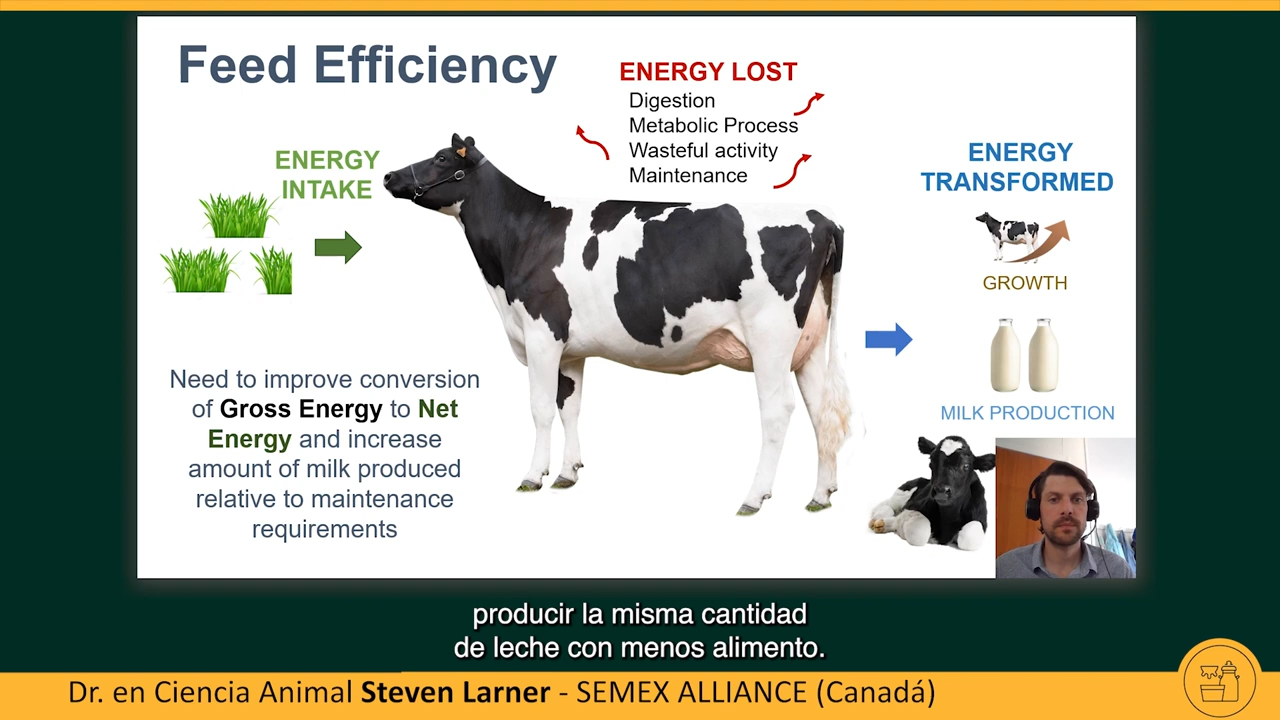 Feed Efficiency
ENERGY LOST
Digestion
Metabolic Process
Wasteful activity
Maintenance
ENERGY
INTAKE
ENERGY
TRANSFORMED
GROWTH
MILK PRODUCTION
Need to improve conversion
of Gross Energy to Net
Energy and increase
amount of milk produced
relative to maintenance
requirements
producir la misma cantidad
de leche con menos alimento.
Dr. en Ciencia Animal Steven Larner - SEMEX ALLIANCE (Canadá)